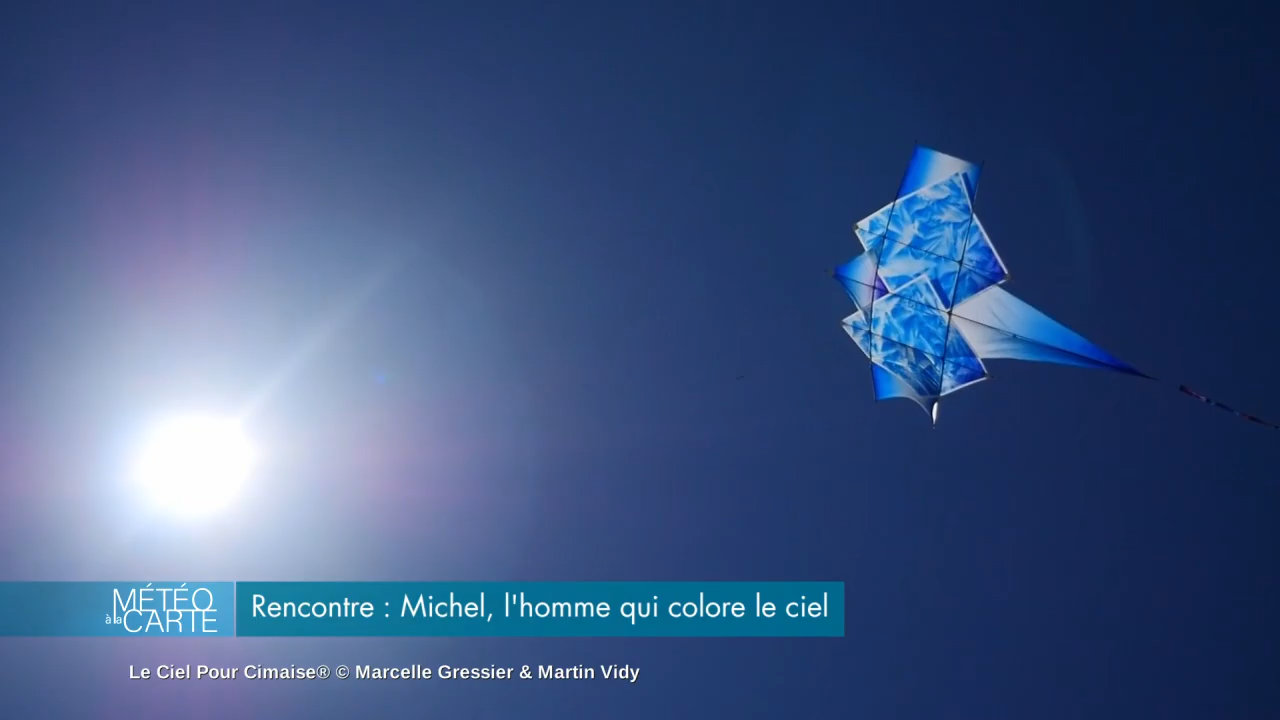 MÉTÉO
à la CARTE
Rencontre : Michel, l'homme qui colore le ciel
Le Ciel Pour Cimaise® © Marcelle Gressier & Martin Vidy